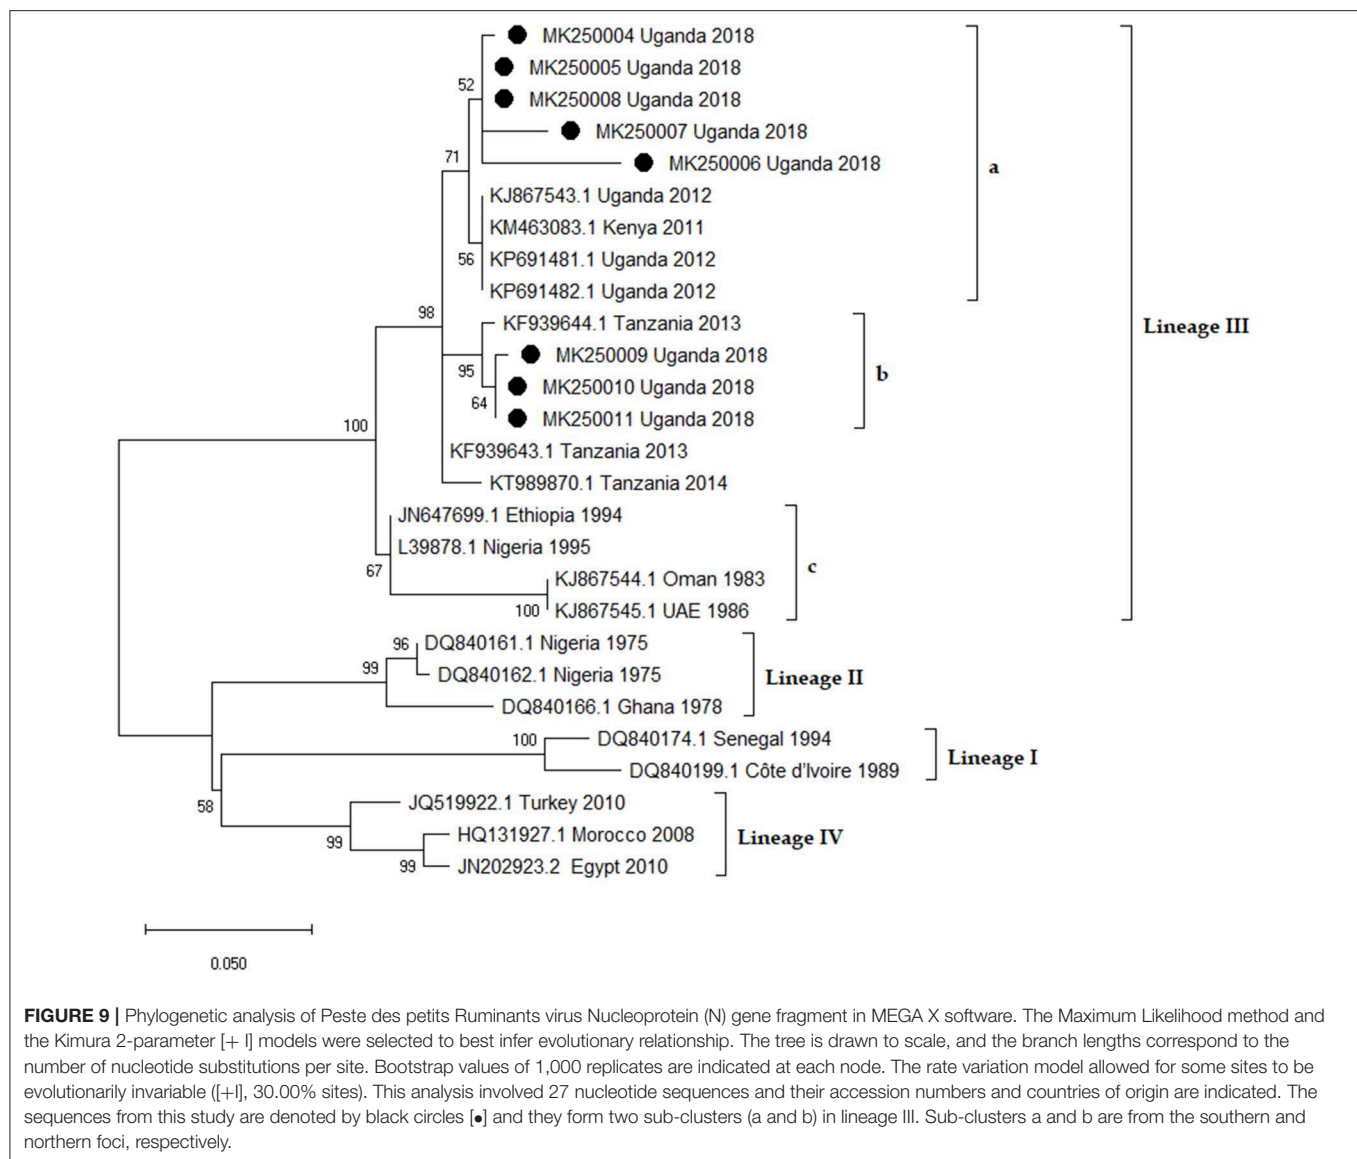 MK250004 Uganda 2018
MK250005 Uganda 2018
52
MK250008 Uganda 2018
MK250007 Uganda 2018
71
MK250006 Uganda 2018
a
KJ867543.1 Uganda 2012
KM463083.1 Kenya 2011
56
KP691481.1 Uganda 2012
KP691482.1 Uganda 2012
98
KF939644.1 Tanzania 2013
Lineage III
MK250009 Uganda 2018
95
b
MK250010 Uganda 2018
64
MK250011 Uganda 2018
100
KF939643.1 Tanzania 2013
KT989870.1 Tanzania 2014
JN647699.1 Ethiopia 1994
L39878.1 Nigeria 1995
67
c
KJ867544.1 Oman 1983
100
KJ867545.1 UAE 1986
96
DQ840161.1 Nigeria 1975
99
DQ840162.1 Nigeria 1975
Lineage II
DQ840166.1 Ghana 1978
100
DQ840174.1 Senegal 1994
Lineage I
DQ840199.1 Côte d'Ivoire 1989
58
JQ519922.1 Turkey 2010
99
HQ131927.1 Morocco 2008
Lineage IV
99
JN202923.2 Egypt 2010
0.050
FIGURE 9 | Phylogenetic analysis of Peste des petits Ruminants virus Nucleoprotein (N) gene fragment in MEGA X software. The Maximum Likelihood method and
the Kimura 2-parameter [+ I] models were selected to best infer evolutionary relationship. The tree is drawn to scale, and the branch lengths correspond to the
number of nucleotide substitutions per site. Bootstrap values of 1,000 replicates are indicated at each node. The rate variation model allowed for some sites to be
evolutionarily invariable ([+I], 30.00% sites). This analysis involved 27 nucleotide sequences and their accession numbers and countries of origin are indicated. The
sequences from this study are denoted by black circles [•] and they form two sub-clusters (a and b) in lineage III. Sub-clusters a and b are from the southern and
northern foci, respectively.